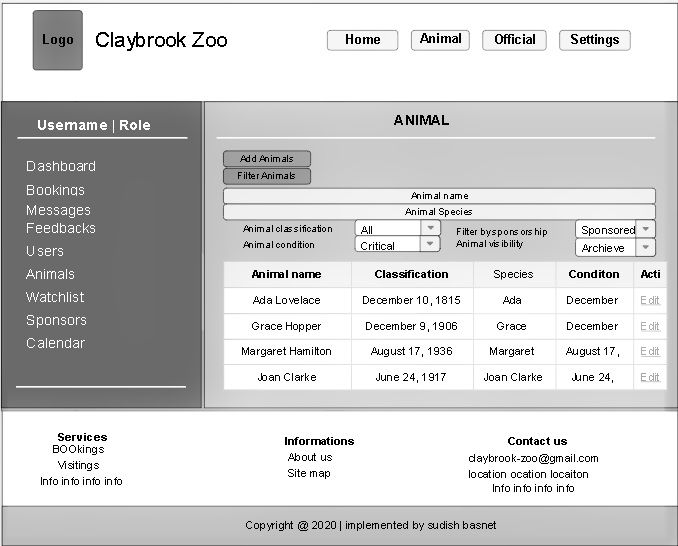 Logo
Claybrook Zoo
Home Animal Official Settings
Username | Role
Dashboard
Bookings
Messages
Feedbacks
Users
Animals
Watchlist
Sponsors
Calendar
ANIMAL
Add Animals
Filter Animals
Animal name
Animal Species
Animal classification All Filter by sponsorship Sponsored
Animal condition Critical Animal visibility Archieve
Animal name Classification Species Conditon Acti
Ada Lovelace December 10, 1815 Ada December Edit
Grace Hopper December 9, 1906 Grace December Edit
Margaret Hamilton August 17, 1936 Margaret August 17, Edit
Joan Clarke June 24, 1917 Joan Clarke June 24, Edit
Services
BOOkings
Visitings
Info info info info
Informations
About us
Site map
Contact us
claybrook-zoo@gmail.com
location ocation locaiton
Info info info info
Copyright @ 2020 | implemented by sudish basnet